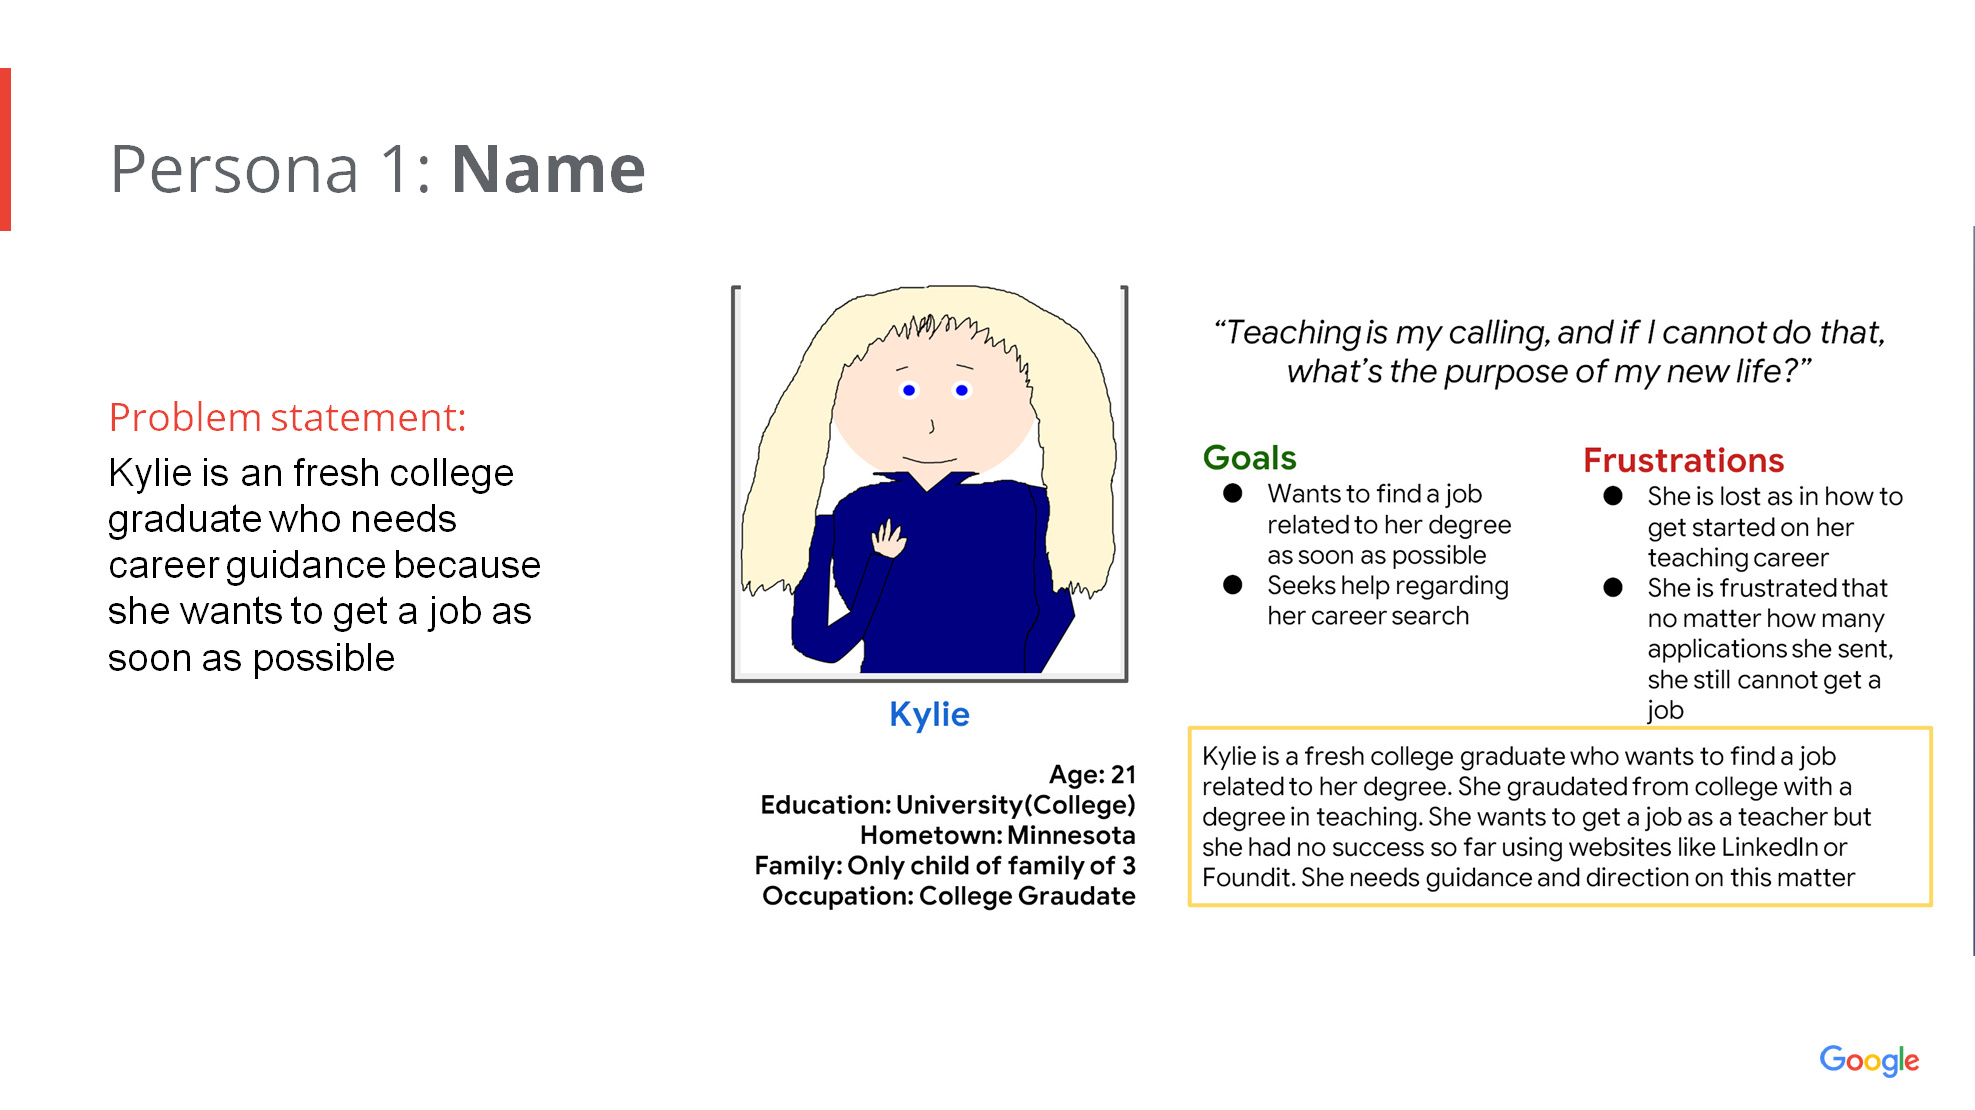 Persona 1: Name
Problem statement:
Kylie is an fresh college
graduate who needs
career guidance because
she wants to get a job as
soon as possible
Kylie
Age: 21
Education: University(College)
Hometown: Minnesota
Family: Only child of family of 3
Occupation: College Graudate
“Teaching is my calling, and if I cannot do that,
what’s the purpose of my new life?”
Goals
● Wants to find a job
related to her degree
as soon as possible
● Seeks help regarding
her career search
Frustrations
● She is lost as in how to
get started on her
teaching career
● She is frustrated that
no matter how many
applications she sent,
she still cannot get a
job
Kylie is a fresh college graduate who wants to find a job
related to her degree. She graudated from college with a
degree in teaching. She wants to get a job as a teacher but
she had no success so far using websites like LinkedIn or
Foundit. She needs guidance and direction on this matter
Google